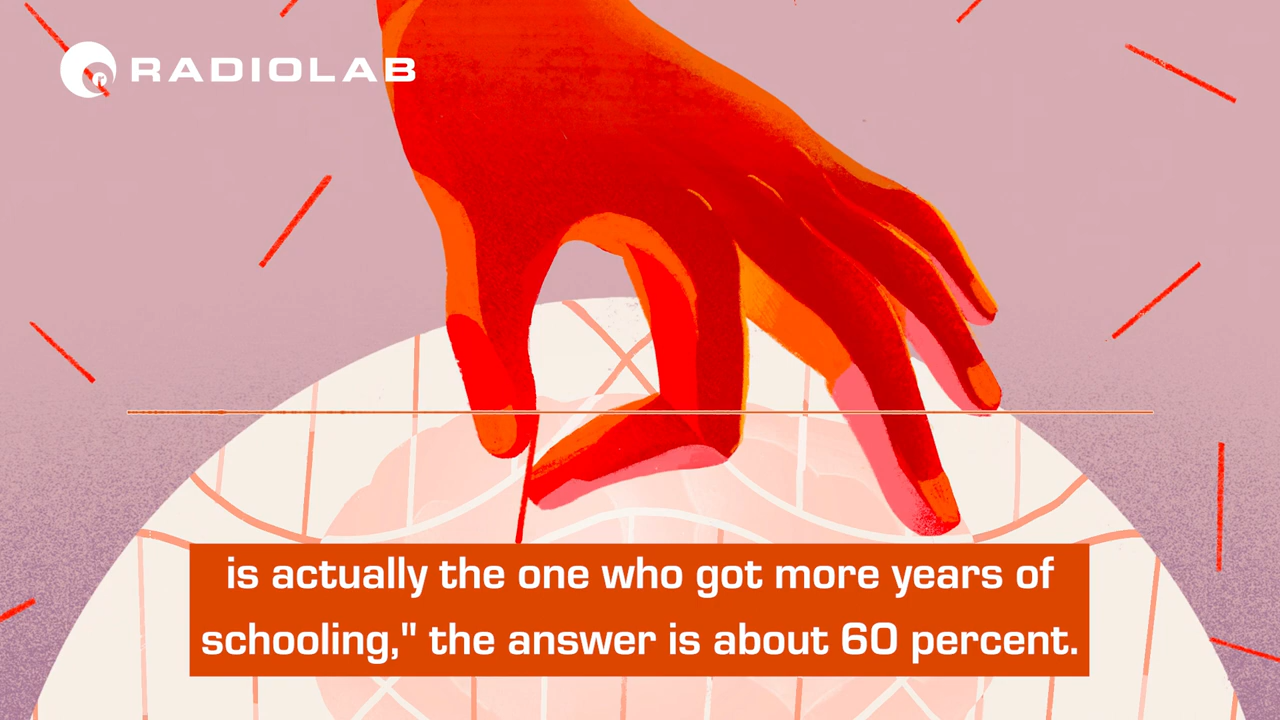 RADIOLAB
is actually the one who got more years of
schooling," the answer is about 60 percent.